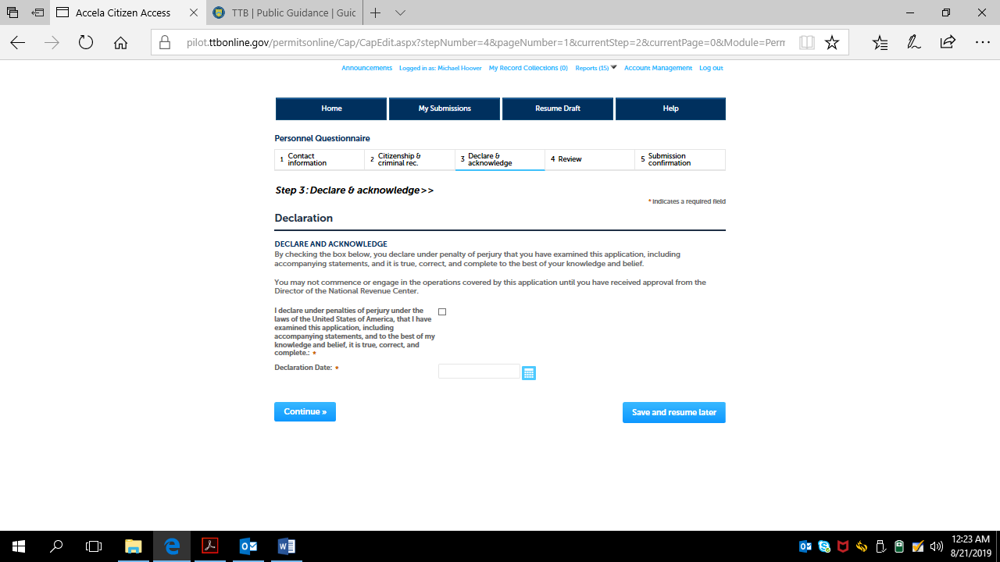 Accela Citizen Access
TTB | Public Guidance | Guid
pilot.ttbonline.gov/permitsonline/Cap/CapEdit.aspx?stepNumber=4&pageNumber=1&currentStep=2&currentPage=0&Module=Perm
Announcements Logged in as: Michael Hoover My Record Collections (0) Reports (15) Account Management Log out
Home My Submissions Resume Draft Help
Personnel Questionnaire
1 Contact information
2 Citizenship & criminal rec.
3 Declare & acknowledge
4 Review
5 Submission confirmation
Step 3: Declare & acknowledge>>
* indicates a required field
Declaration
DECLARE AND ACKNOWLEDGE
By checking the box below, you declare under penalty of perjury that you have examined this application, including
accompanying statements, and it is true, correct, and complete to the best of your knowledge and belief.
You may not commence or engage in the operations covered by this application until you have received approval from the
Director of the National Revenue Center.
I declare under penalties of perjury under the
laws of the United States of America, that I have
examined this application, including
accompanying statements, and to the best of my
knowledge and belief, it is true, correct, and
complete.: *
Declaration Date: *
Continue »
Save and resume later
12:23 AM
8/21/2019